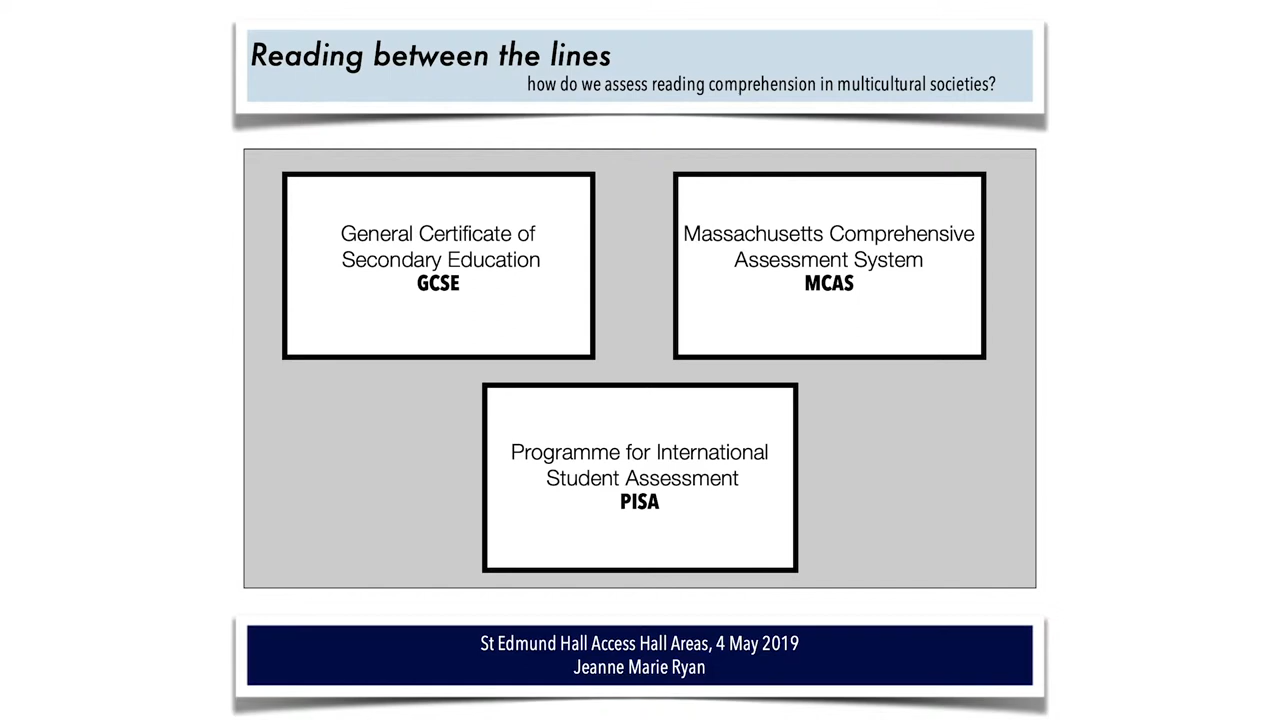 Reading between the lines
how do we assess reading comprehension in multicultural societies?
General Certificate of
Secondary Education
GCSE
Massachusetts Comprehensive
Assessment System
MCAS
Programme for International
Student Assessment
PISA
St Edmund Hall Access Hall Areas, 4 May 2019
Jeanne Marie Ryan